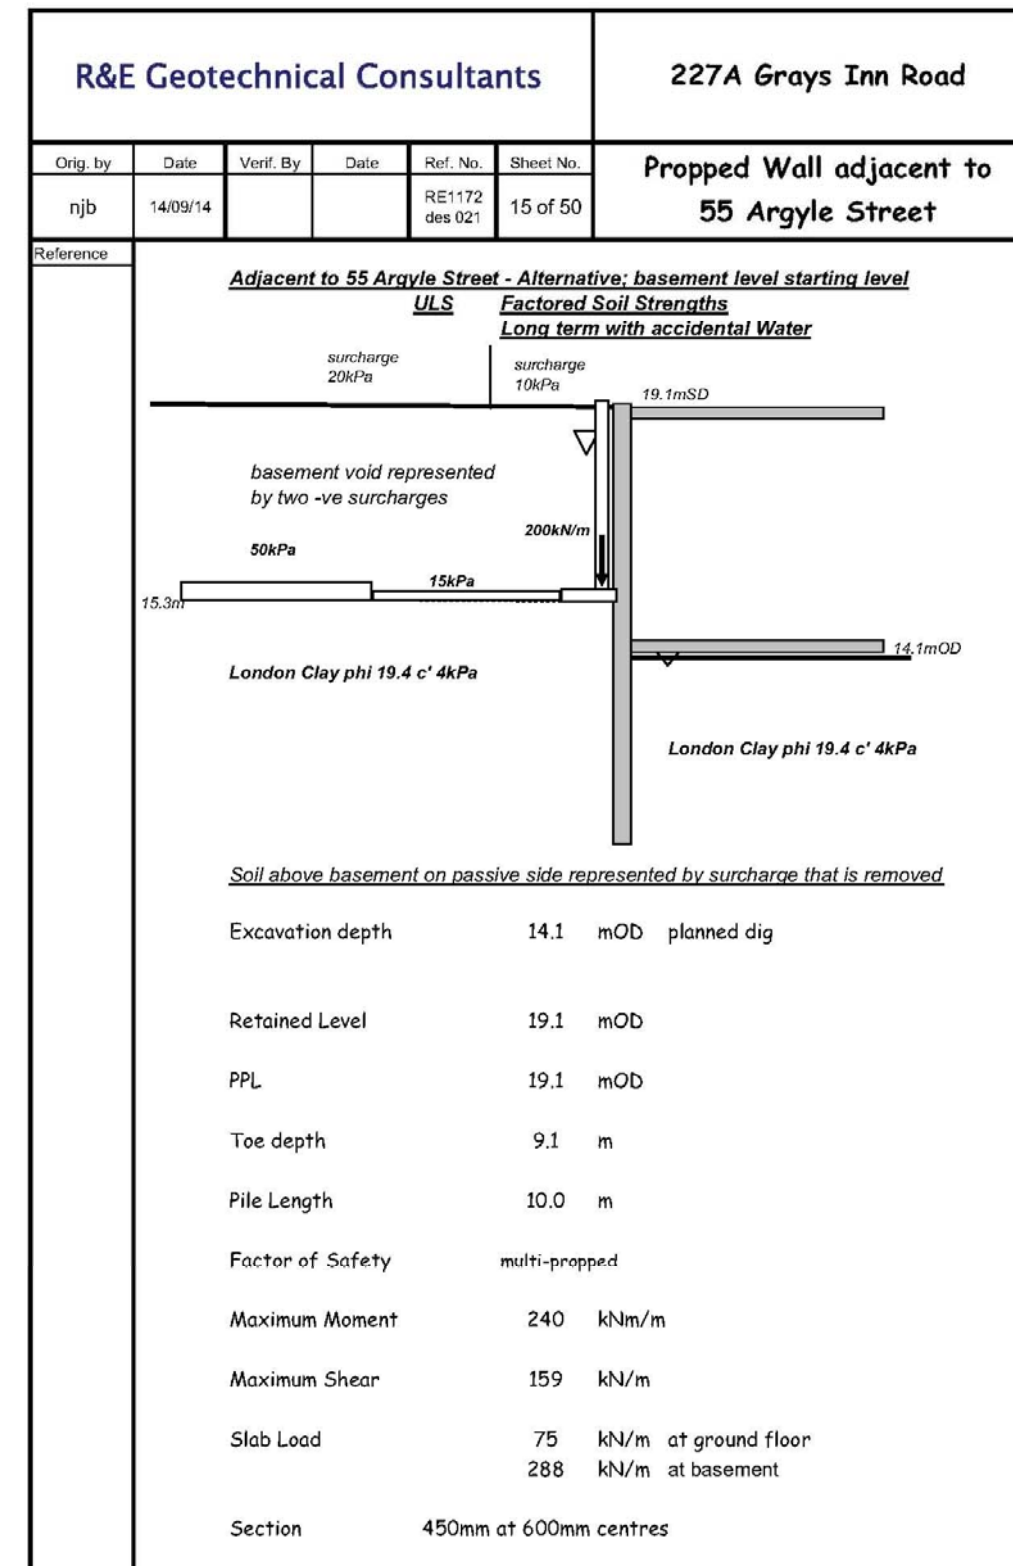 R&E Geotechnical Consultants
227A Grays Inn Road
Orig. by Date Verif. By Date Ref. No. Sheet No.
njb 14/09/14 RE1172 des 021 15 of 50
Propped Wall adjacent to
55 Argyle Street
Reference
Adjacent to 55 Argyle Street - Alternative; basement level starting level
ULS Factored Soil Strengths
Long term with accidental Water
surcharge
20kPa
surcharge
10kPa
19.1mSD
basement void represented
by two -ve surcharges
200kN/m
50kPa
15kPa
15.3m
14.1mOD
London Clay phi 19.4 c' 4kPa
London Clay phi 19.4 c' 4kPa
Soil above basement on passive side represented by surcharge that is removed
Excavation depth 14.1 mOD planned dig
Retained Level 19.1 mOD
PPL 19.1 mOD
Toe depth 9.1 m
Pile Length 10.0 m
Factor of Safety multi-propped
Maximum Moment 240 kNm/m
Maximum Shear 159 kN/m
Slab Load 75 kN/m at ground floor
288 kN/m at basement
Section 450mm at 600mm centres